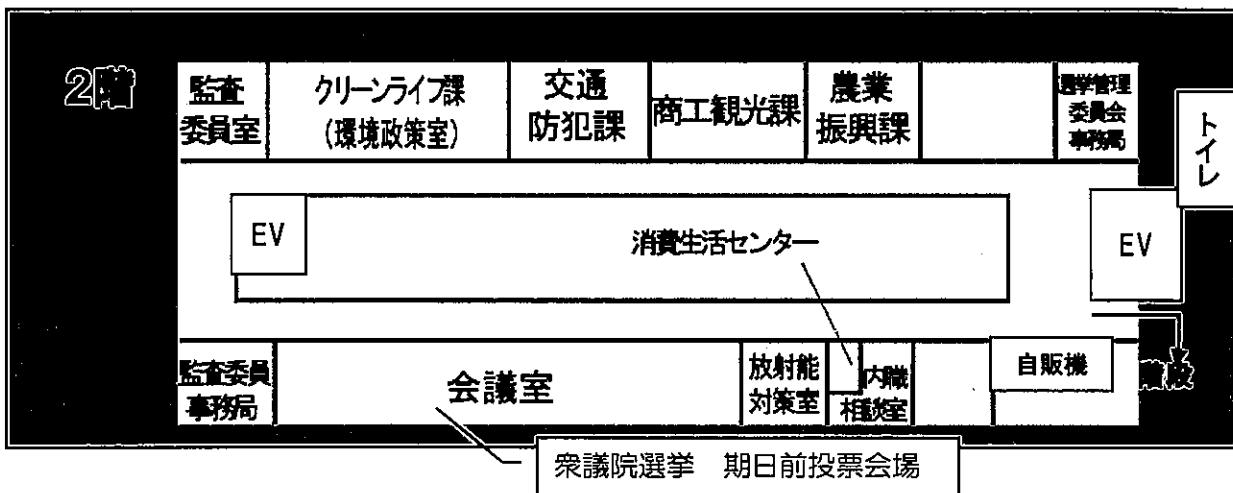 2階
監査
委員室
クリーンライフ課
(環境政策室)
交通
防犯課
商工観光課
農業
振興課
選挙管理
委員会
事務局
トイレ
EV
消費生活センター
EV
監査委員
事務局
会議室
放射能
対策室
内職
相談室
自販機
階段
衆議院選挙 期日前投票会場